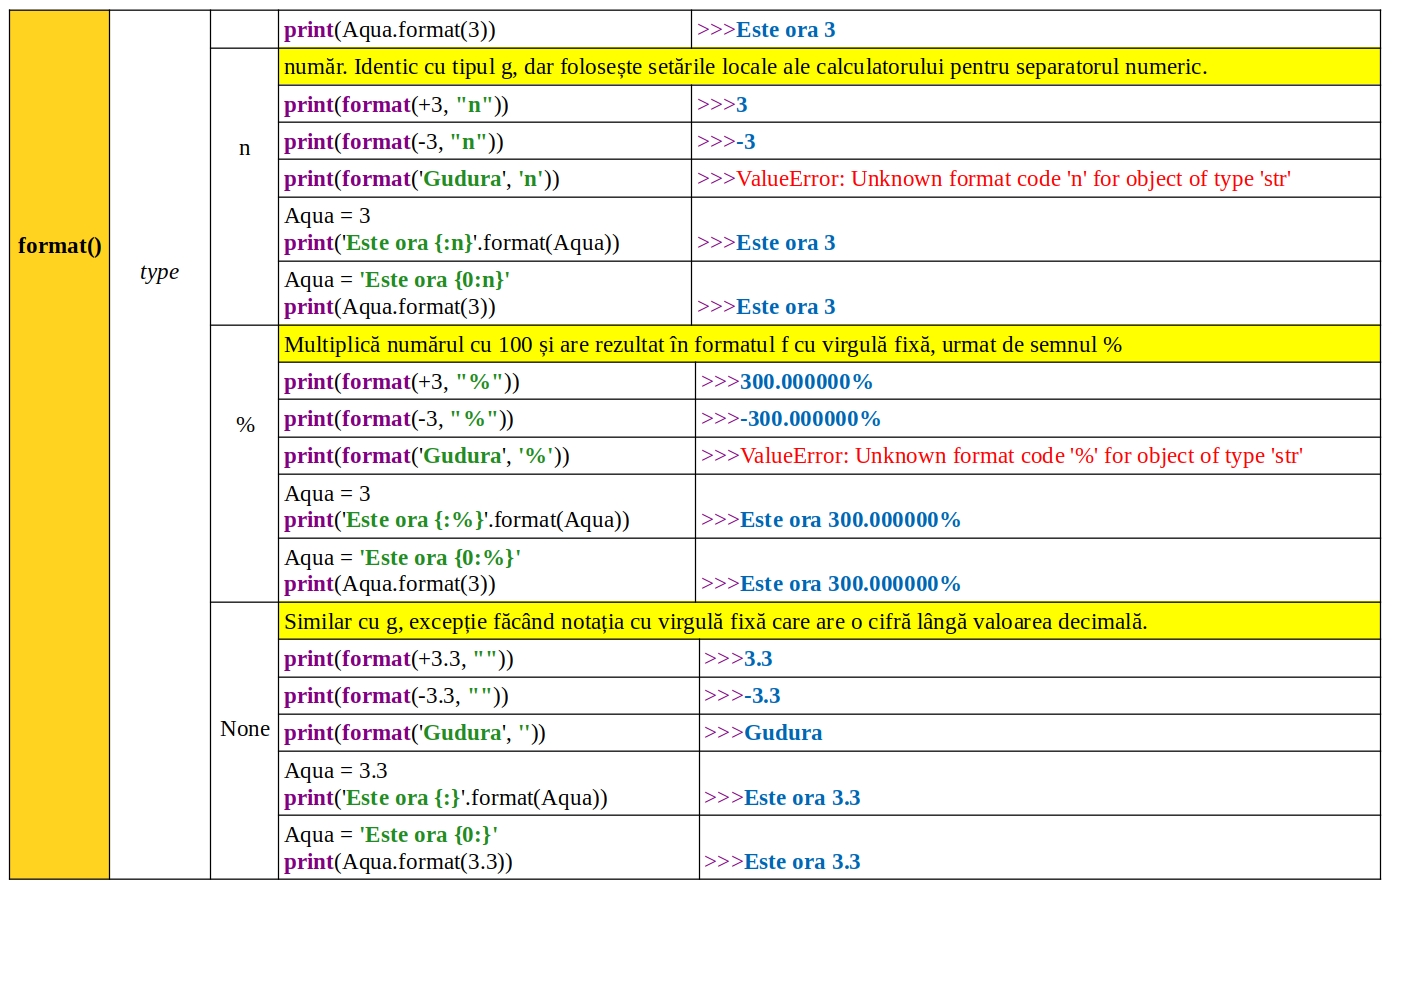 print(Aqua.format(3))
>>>Este ora 3
număr. Identic cu tipul g, dar folosește setările locale ale calculatorului pentru separatorul numeric.
print(format(+3, "n"))
>>>3
print(format(-3, "n"))
>>>-3
n
print(format('Gudura', 'n'))
>>>ValueError: Unknown format code 'n' for object of type 'str'
Aqua = 3
print('Este ora {:n}'.format(Aqua))
>>>Este ora 3
format()
type
Aqua = 'Este ora {0:n}'
print(Aqua.format(3))
>>>Este ora 3
Multiplică numărul cu 100 și are rezultat în formatul f cu virgulă fixă, urmat de semnul %
print(format(+3, "%"))
>>>300.000000%
print(format(-3, "%"))
>>>-300.000000%
%
print(format('Gudura', '%'))
>>>ValueError: Unknown format code '%' for object of type 'str'
Aqua = 3
print('Este ora {:%}'.format(Aqua))
>>>Este ora 300.000000%
Aqua = 'Este ora {0:%}'
print(Aqua.format(3))
>>>Este ora 300.000000%
Similar cu g, excepție făcând notația cu virgulă fixă care are o cifră lângă valoarea decimală.
print(format(+3.3, ""))
>>>3.3
print(format(-3.3, ""))
>>>-3.3
None
print(format('Gudura', ''))
>>>Gudura
Aqua = 3.3
print('Este ora {:}'.format(Aqua))
>>>Este ora 3.3
Aqua = 'Este ora {0:}'
print(Aqua.format(3.3))
>>>Este ora 3.3